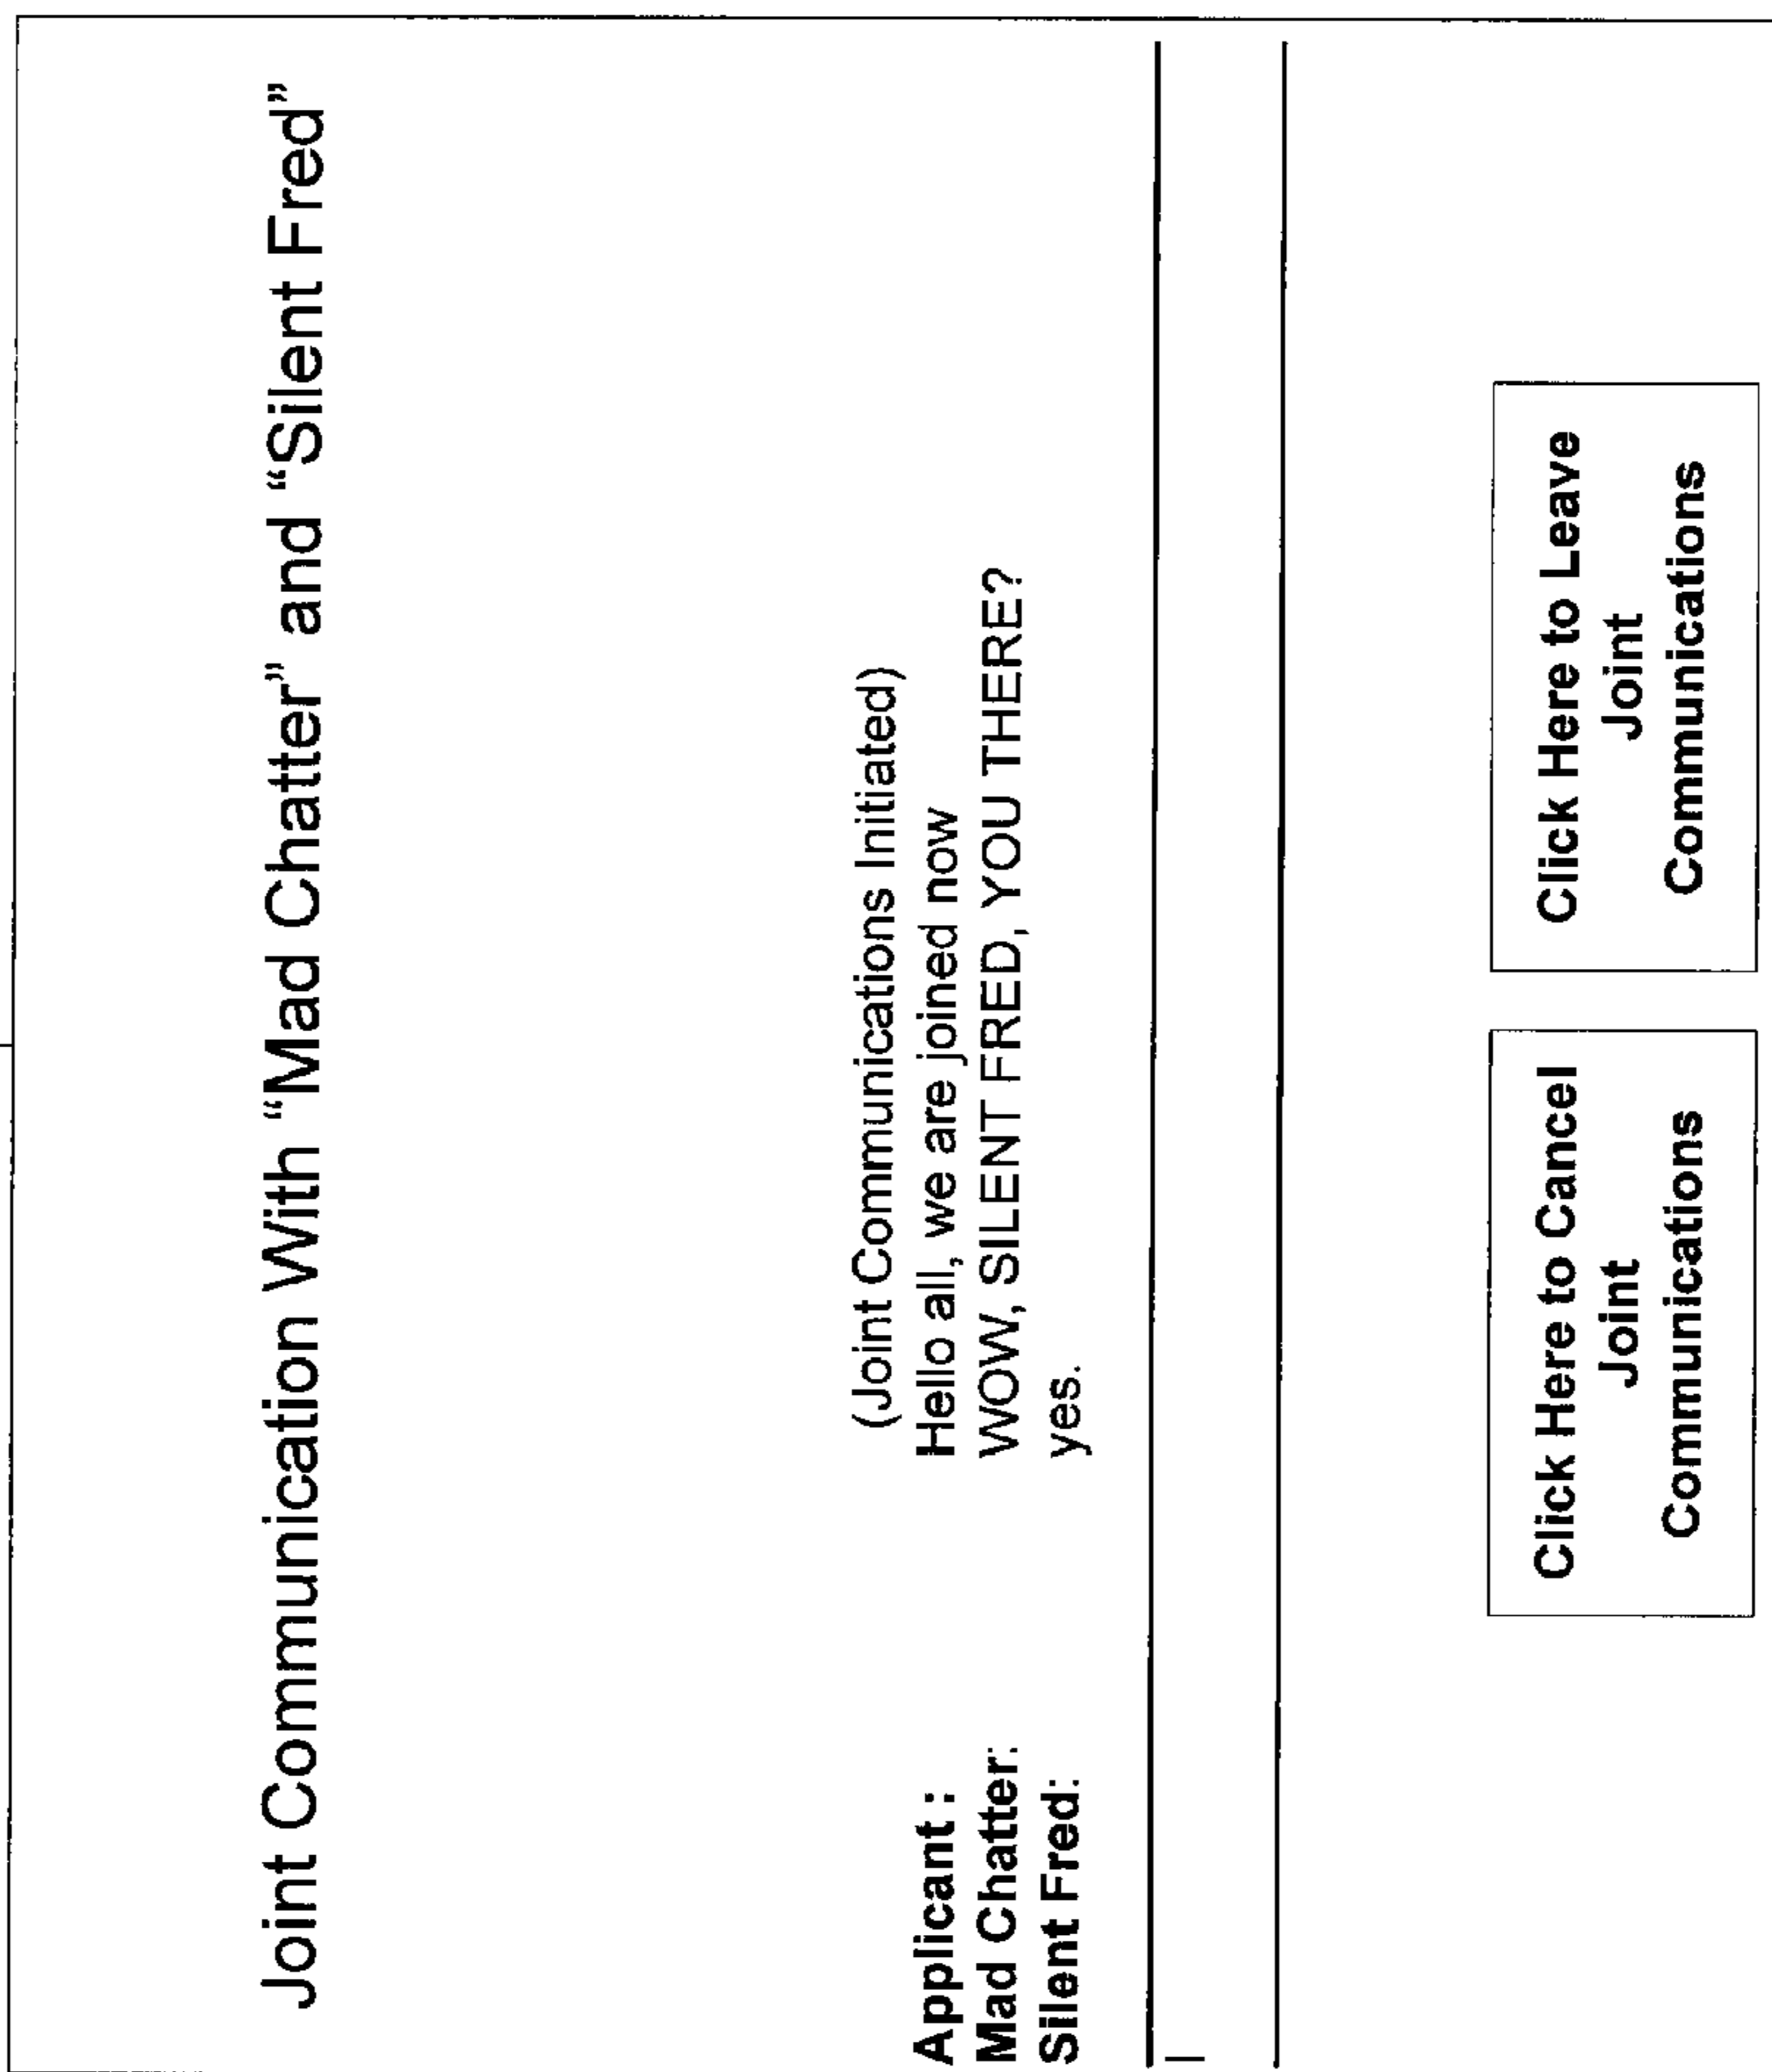 Joint Communication With “Mad Chatter” and “Silent Fred”
(Joint Communications Initiated)
Applicant : Hello all, we are joined now
Mad Chatter: WOW, SILENT FRED, YOU THERE?
Silent Fred: yes.
Click Here to Cancel
Joint
Communications
Click Here to Leave
Joint
Communications